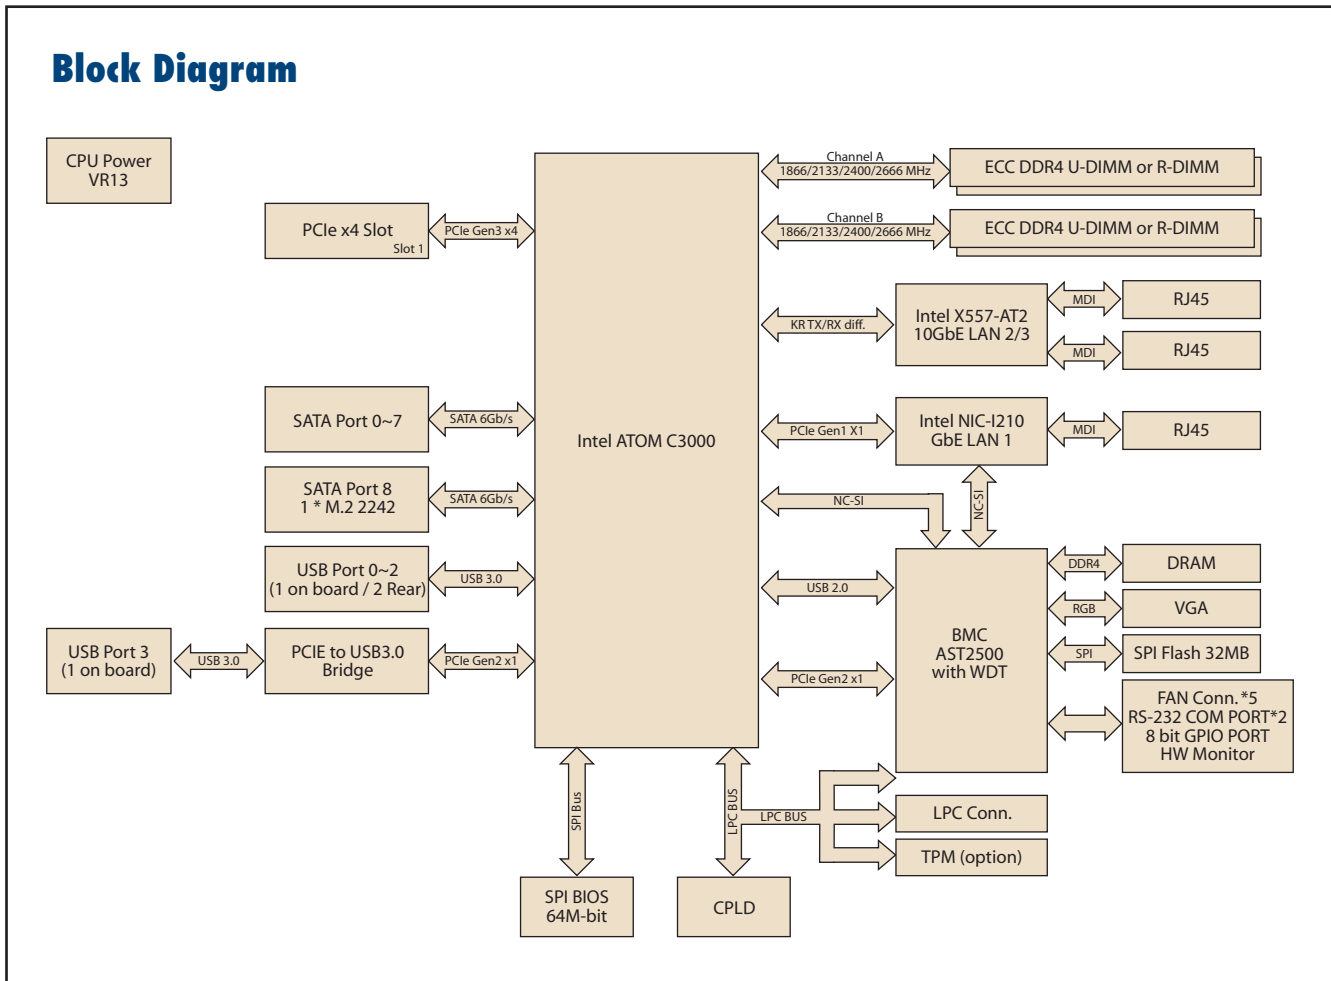 Block Diagram
CPU Power
VR13
PCIe x4 Slot
Slot 1
PCIe Gen3 x4
SATA Port 0~7
SATA 6Gb/s
SATA Port 8
1 * M.2 2242
SATA 6Gb/s
USB Port 0~2
(1 on board / 2 Rear)
USB 3.0
USB Port 3
(1 on board)
USB 3.0
PCIE to USB3.0
Bridge
PCIe Gen2 x1
Intel ATOM C3000
Channel A
1866/2133/2400/2666 MHz
ECC DDR4 U-DIMM or R-DIMM
Channel B
1866/2133/2400/2666 MHz
ECC DDR4 U-DIMM or R-DIMM
KR TX/RX diff.
Intel X557-AT2
10GbE LAN 2/3
MDI
RJ45
MDI
RJ45
PCIe Gen1 X1
Intel NIC-I210
GbE LAN 1
MDI
RJ45
NC-SI
NC-SI
USB 2.0
PCIe Gen2 x1
BMC
AST2500
with WDT
DDR4
DRAM
RGB
VGA
SPI
SPI Flash 32MB
FAN Conn. *5
RS-232 COM PORT*2
8 bit GPIO PORT
HW Monitor
SPI Bus
LPC BUS
LPC BUS
LPC Conn.
TPM (option)
SPI BIOS
64M-bit
CPLD